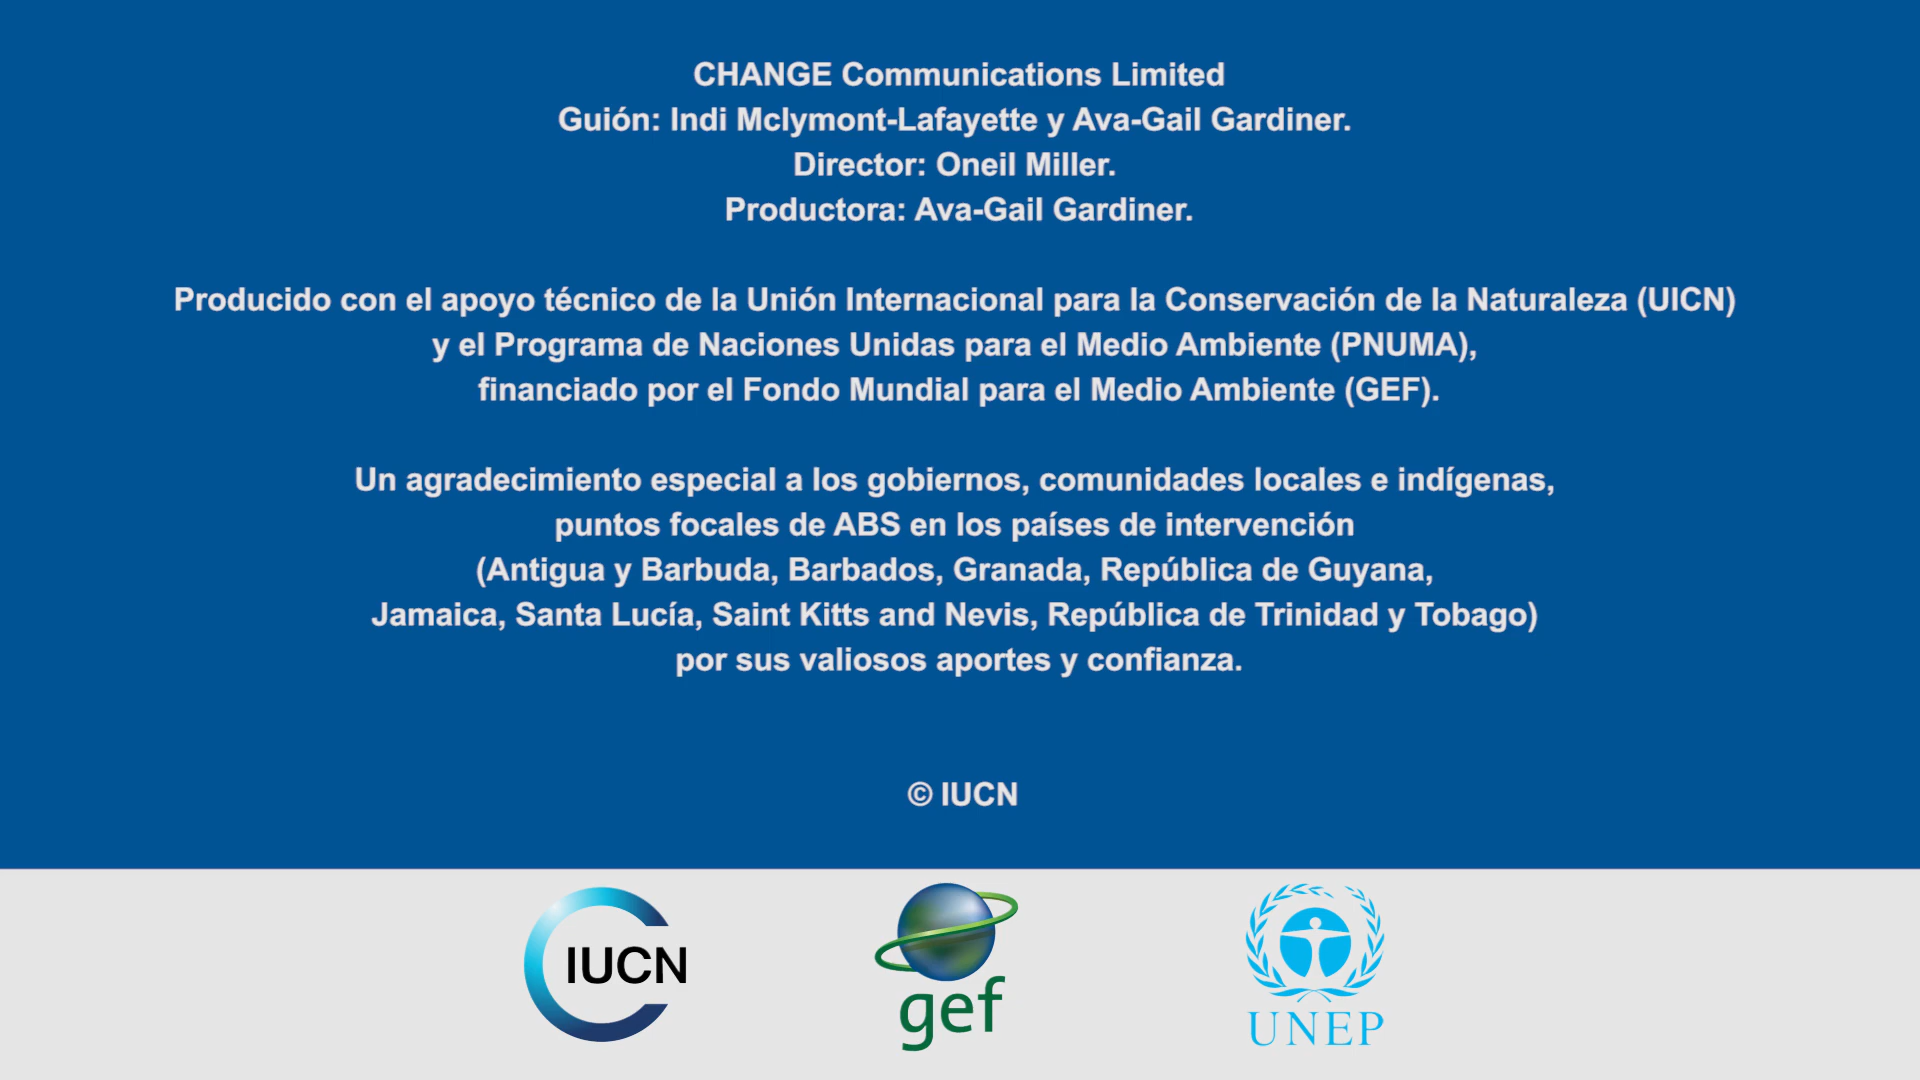 CHANGE Communications Limited
Guión: Indi Mclymont-Lafayette y Ava-Gail Gardiner.
Director: Oneil Miller.
Productora: Ava-Gail Gardiner.
Producido con el apoyo técnico de la Unión Internacional para la Conservación de la Naturaleza (UICN)
y el Programa de Naciones Unidas para el Medio Ambiente (PNUMA),
financiado por el Fondo Mundial para el Medio Ambiente (GEF).
Un agradecimiento especial a los gobiernos, comunidades locales e indígenas,
puntos focales de ABS en los países de intervención
(Antigua y Barbuda, Barbados, Granada, República de Guyana,
Jamaica, Santa Lucía, Saint Kitts and Nevis, República de Trinidad y Tobago)
por sus valiosos aportes y confianza.
© IUCN
IUCN
gef
UNEP